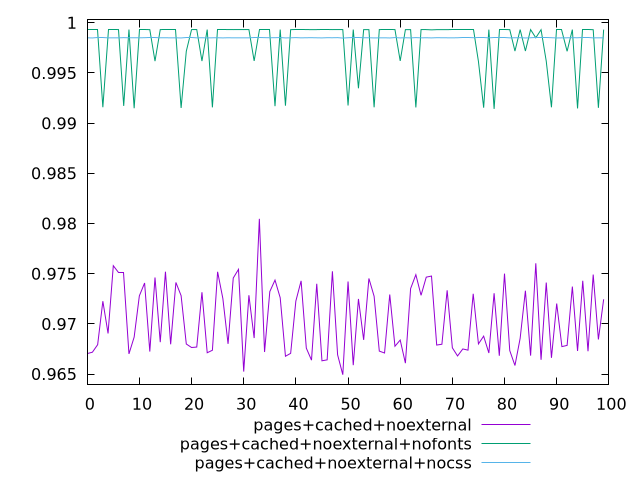 1
0.995
0.99
0.985
0.98
0.975
0.97
0.965
0 10 20 30 40 50 60 70 80 90 100
pages+cached+noexternal
pages+cached+noexternal+nofonts
pages+cached+noexternal+nocss